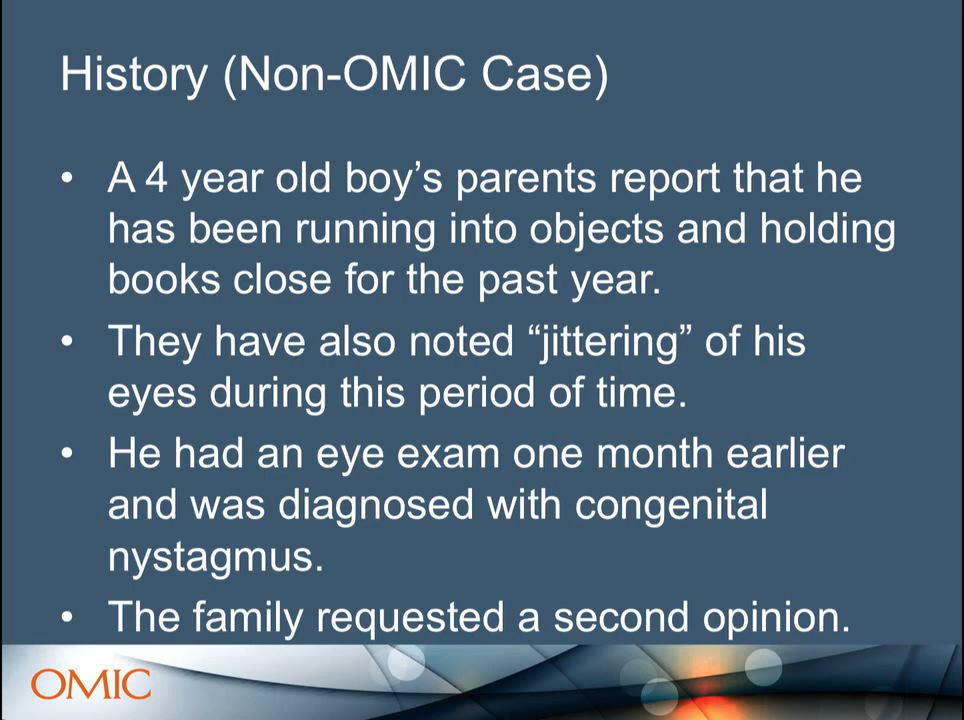 History (Non-OMIC Case)
• A 4 year old boy’s parents report that he
has been running into objects and holding
books close for the past year.
• They have also noted “jittering” of his
eyes during this period of time.
• He had an eye exam one month earlier
and was diagnosed with congenital
nystagmus.
• The family requested a second opinion.
OMIC